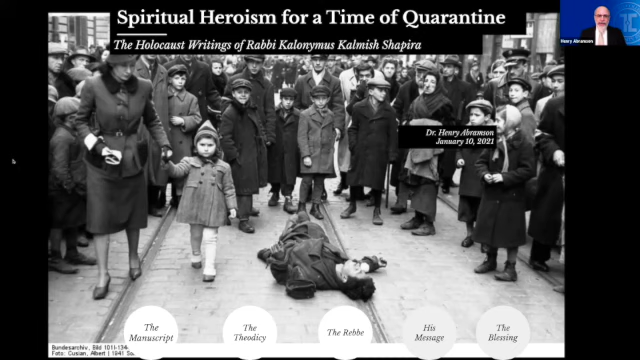 Spiritual Heroism for a Time of Quarantine
Henry Abramson
The Holocaust Writings of Rabbi Kalonymus Kalmish Shapira
Dr. Henry Abramson
January 10, 2021
The
Manuscript
The
Theodicy
The Rebbe
His
Message
The
Blessing
Bundesarchiv, Bild 101I-134-
Foto: Cusian, Albert | 1941 So